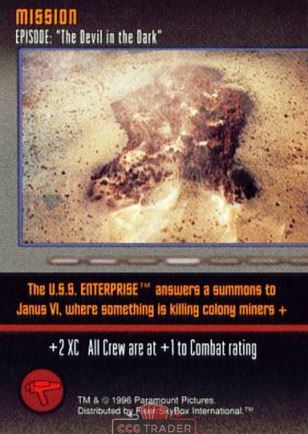 MISSION
EPISODE: "The Devil in the Dark"
The U.S.S. ENTERPRISE™ answers a summons to
Janus VI, where something is killing colony miners +
+2 XC All Crew are at +1 to Combat rating
TM & © 1996 Paramount Pictures.
Distributed by Fleer SkyBox International.™
CCG TRADER